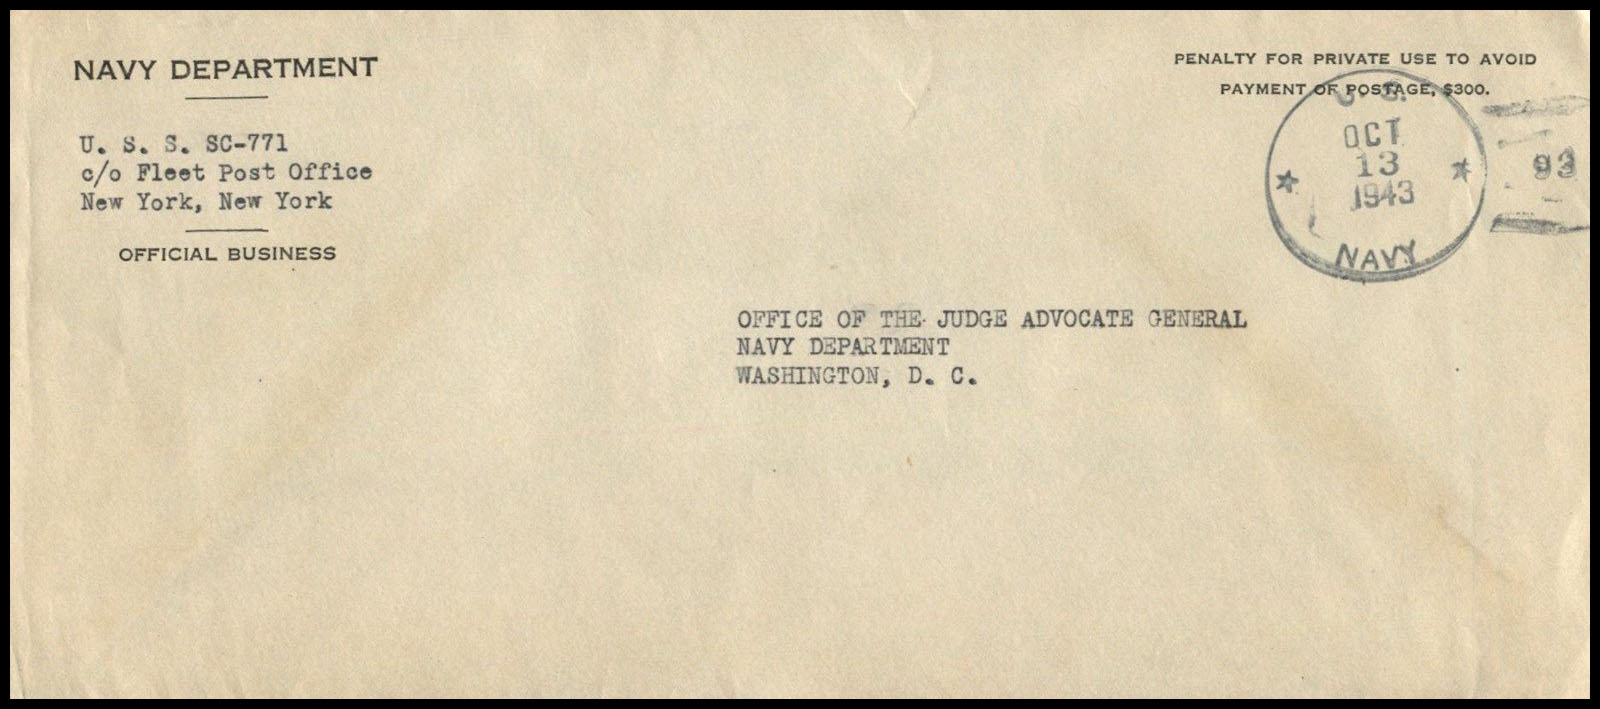 NAVY DEPARTMENT
U. S. S. SC-771
c/o Fleet Post Office
New York, New York
OFFICIAL BUSINESS
PENALTY FOR PRIVATE USE TO AVOID
PAYMENT OF POSTAGE, $300.
U. S.
OCT
13
1943
NAVY
93
OFFICE OF THE JUDGE ADVOCATE GENERAL
NAVY DEPARTMENT
WASHINGTON, D. C.